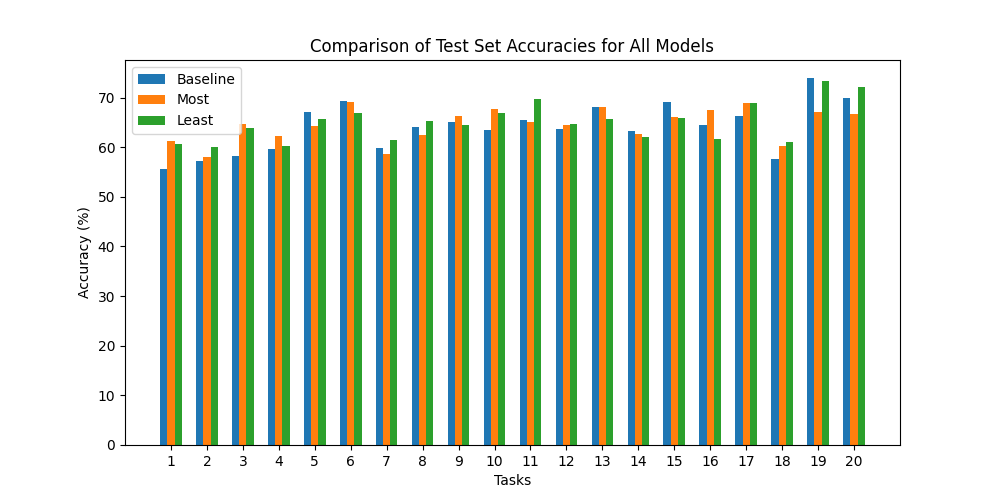 Comparison of Test Set Accuracies for All Models
Baseline
Most
Least
Accuracy (%)
70
60
50
40
30
20
10
0
1 2 3 4 5 6 7 8 9 10 11 12 13 14 15 16 17 18 19 20
Tasks